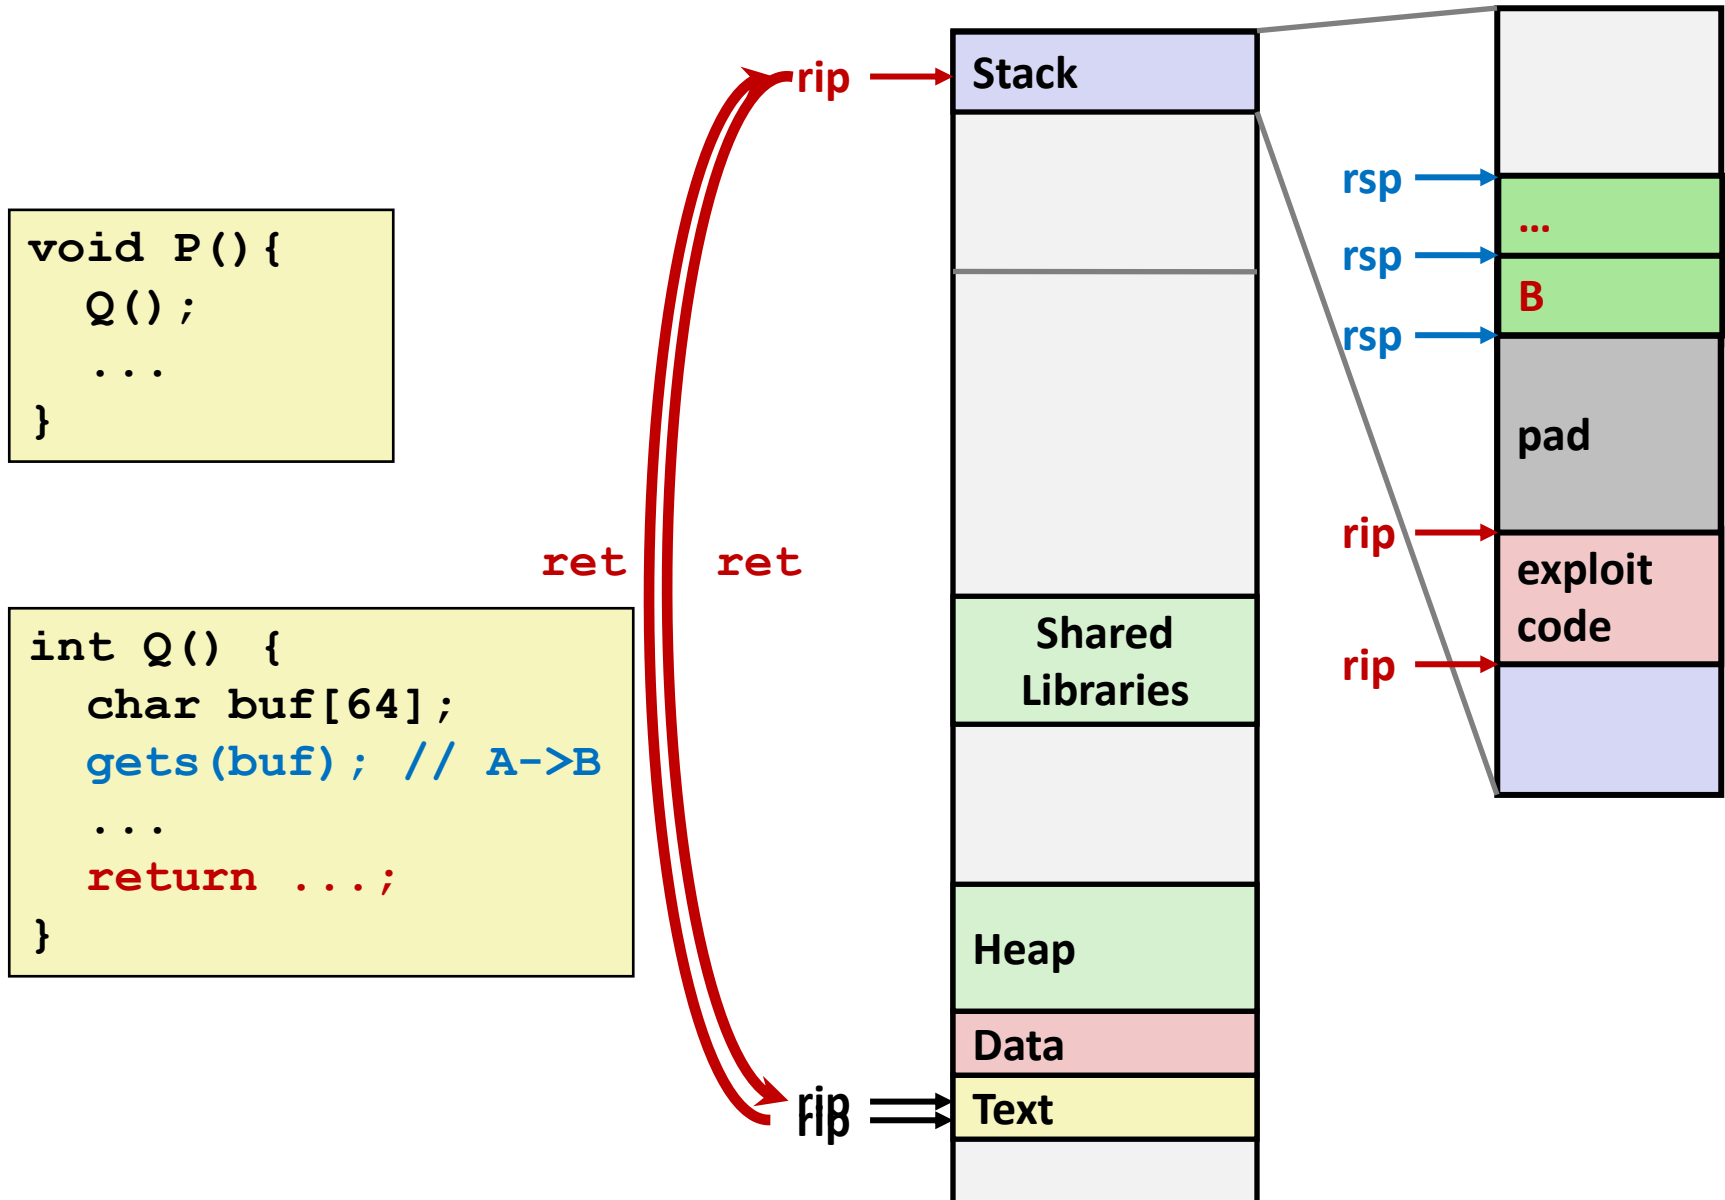 void P(){
  Q();
  ...
}
int Q() {
  char buf[64];
  gets(buf); // A->B
  ...
  return ...;
}
ret
ret
rip
Stack
Shared
Libraries
Heap
Data
rip
rip
Text
rsp
...
rsp
B
rsp
pad
rip
exploit
code
rip